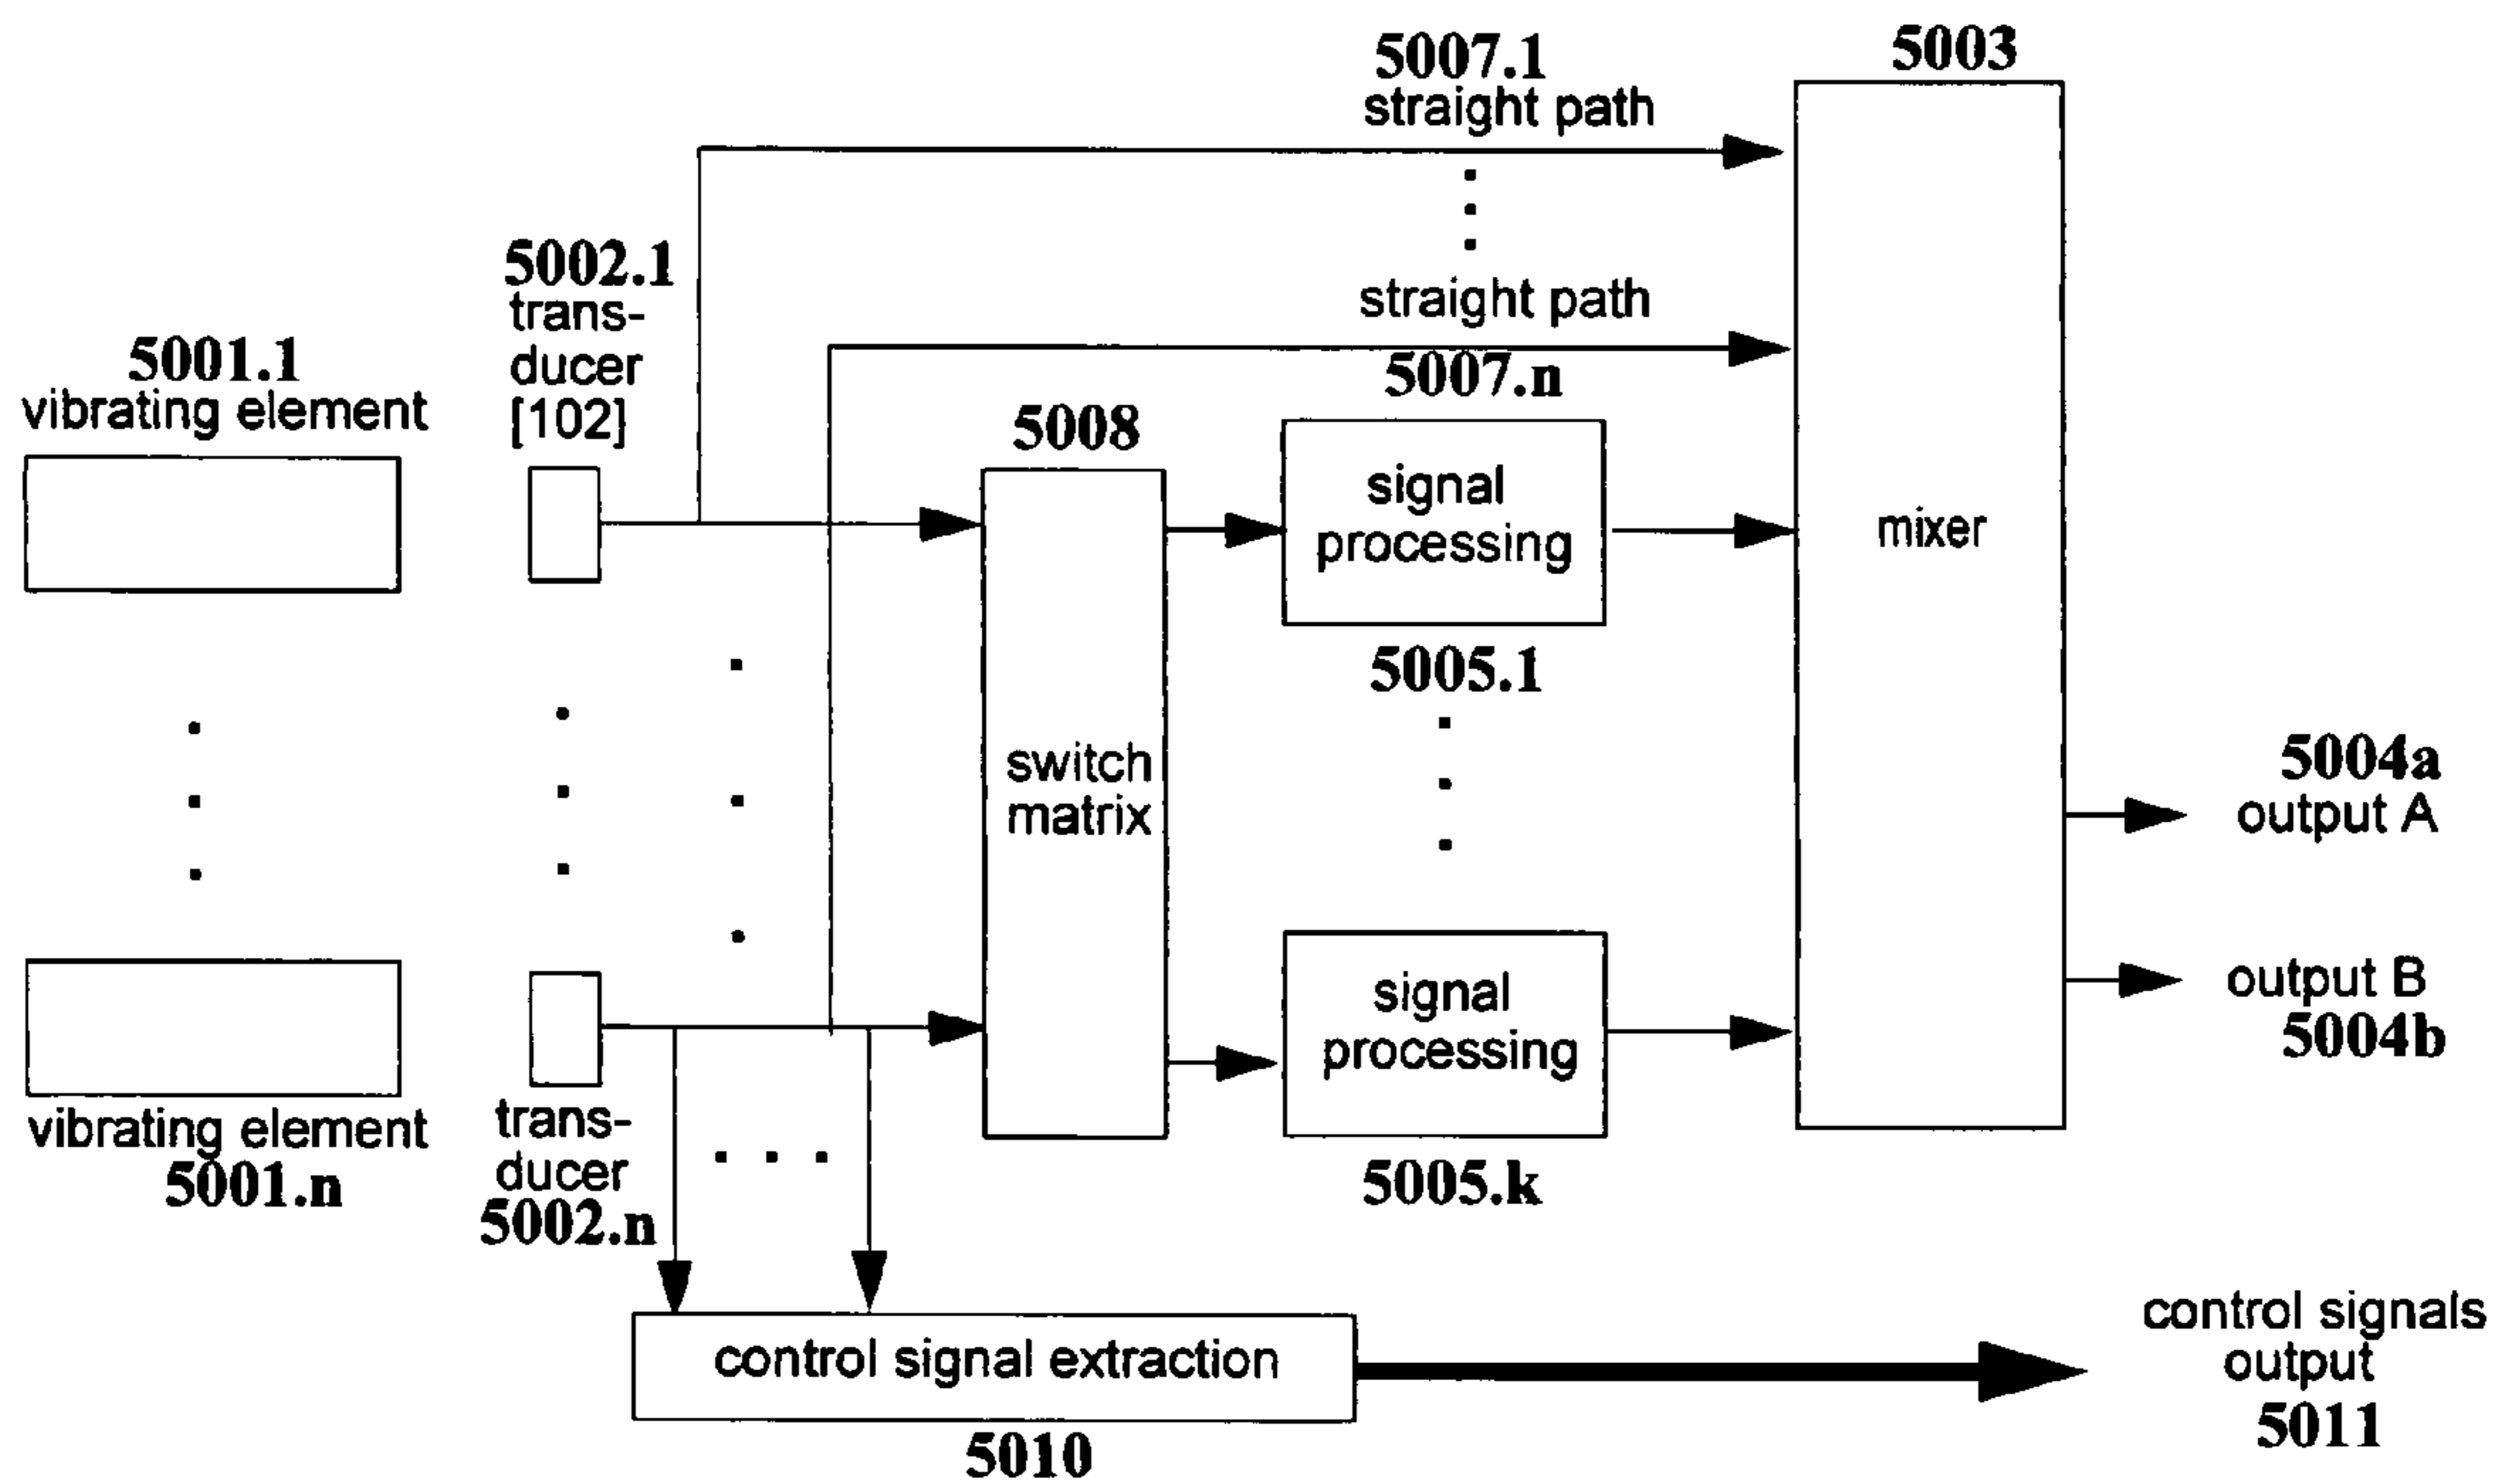 5007.1
straight path
5003
5002.1
trans-
ducer
[102]
straight path
5007.n
5001.1
vibrating element
5008
signal
processing
5005.1
mixer
switch
matrix
5004a
output A
output B
5004b
signal
processing
5005.k
vibrating element
5001.n
trans-
ducer
5002.n
control signal extraction
5010
control signals
output
5011